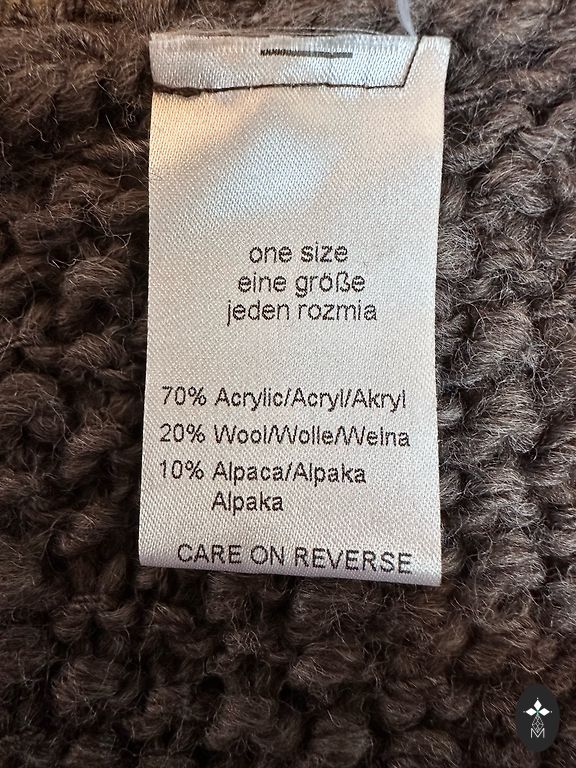 one size
eine größe
jeden rozmia
70% Acrylic/Acryl/Akryl
20% Wool/Wolle/Wełna
10% Alpaca/Alpaka
Alpaka
CARE ON REVERSE
M